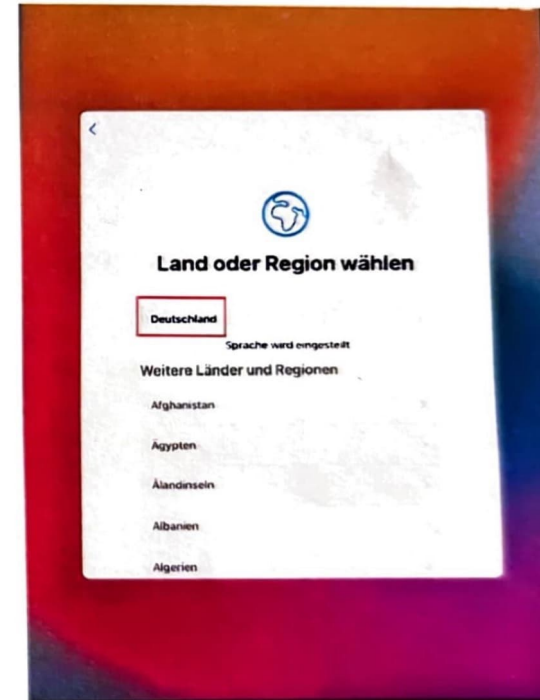 Land oder Region wählen
Deutschland
Sprache wird eingestellt
Weitere Länder und Regionen
Afghanistan
Ägypten
Ålandinseln
Albanien
Algerien